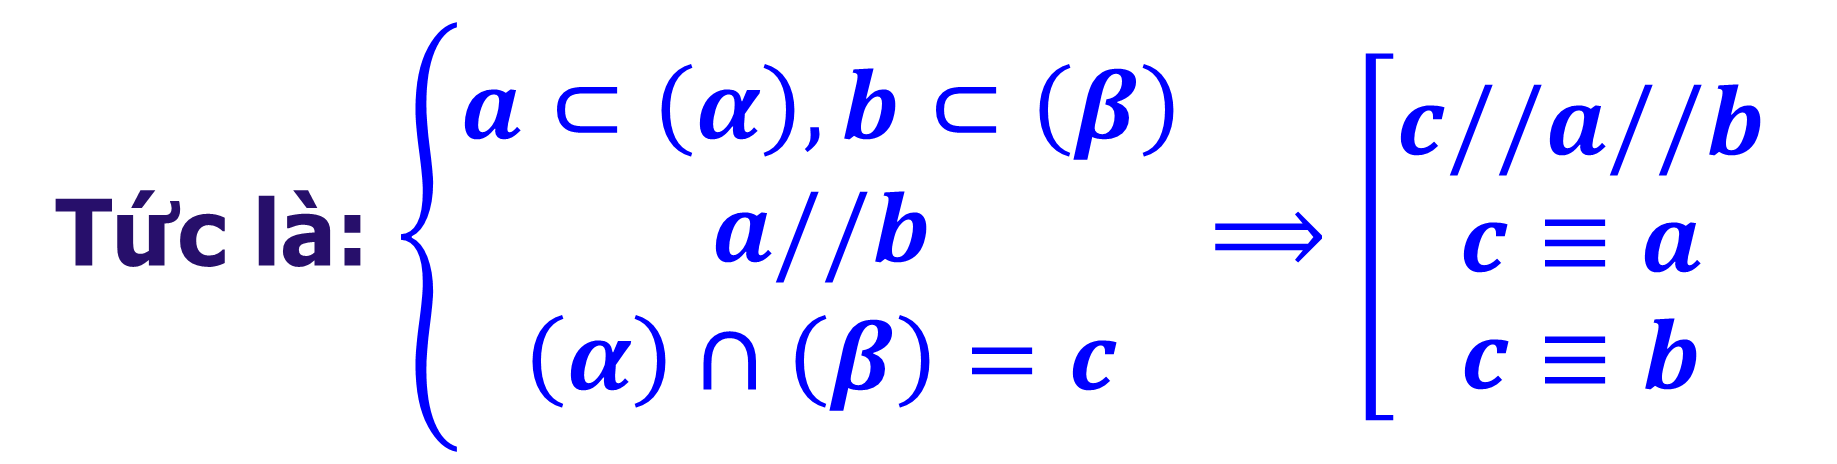 a ⊂ (α), b ⊂ (β)
c//a//b
Tức là: a//b ⟹ c ≡ a
(α) ∩ (β) = c
c ≡ b